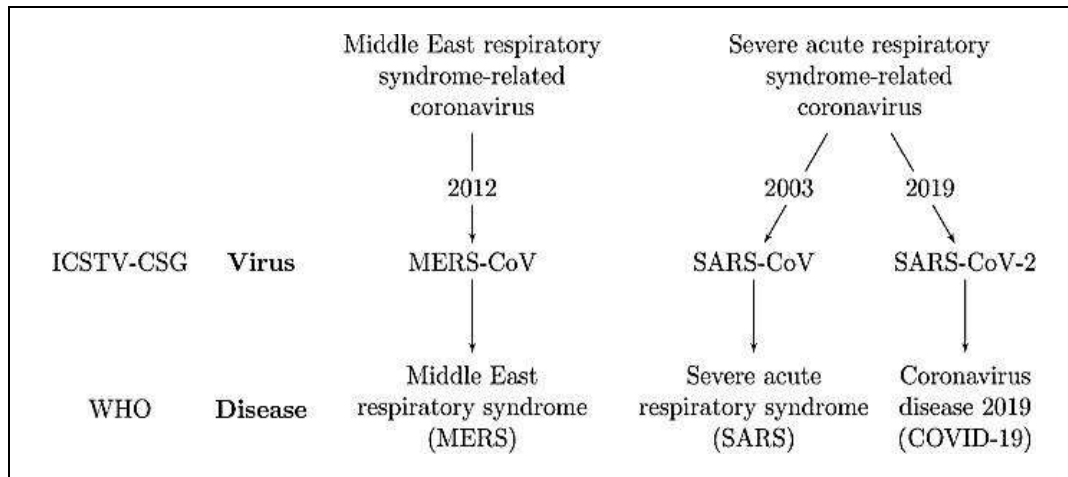 Middle East respiratory
syndrome-related
coronavirus
Severe acute respiratory
syndrome-related
coronavirus
2012
2003
2019
ICSTV-CSG
Virus
MERS-CoV
SARS-CoV
SARS-CoV-2
WHO
Disease
Middle East
respiratory syndrome
(MERS)
Severe acute
respiratory syndrome
(SARS)
Coronavirus
disease 2019
(COVID-19)